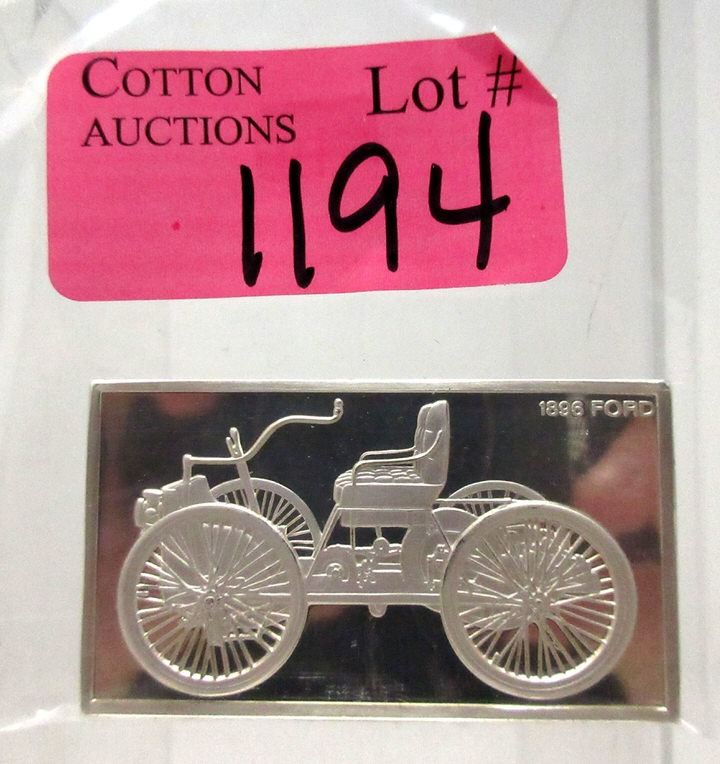 COTTON
AUCTIONS
Lot #
1194
1896 FORD